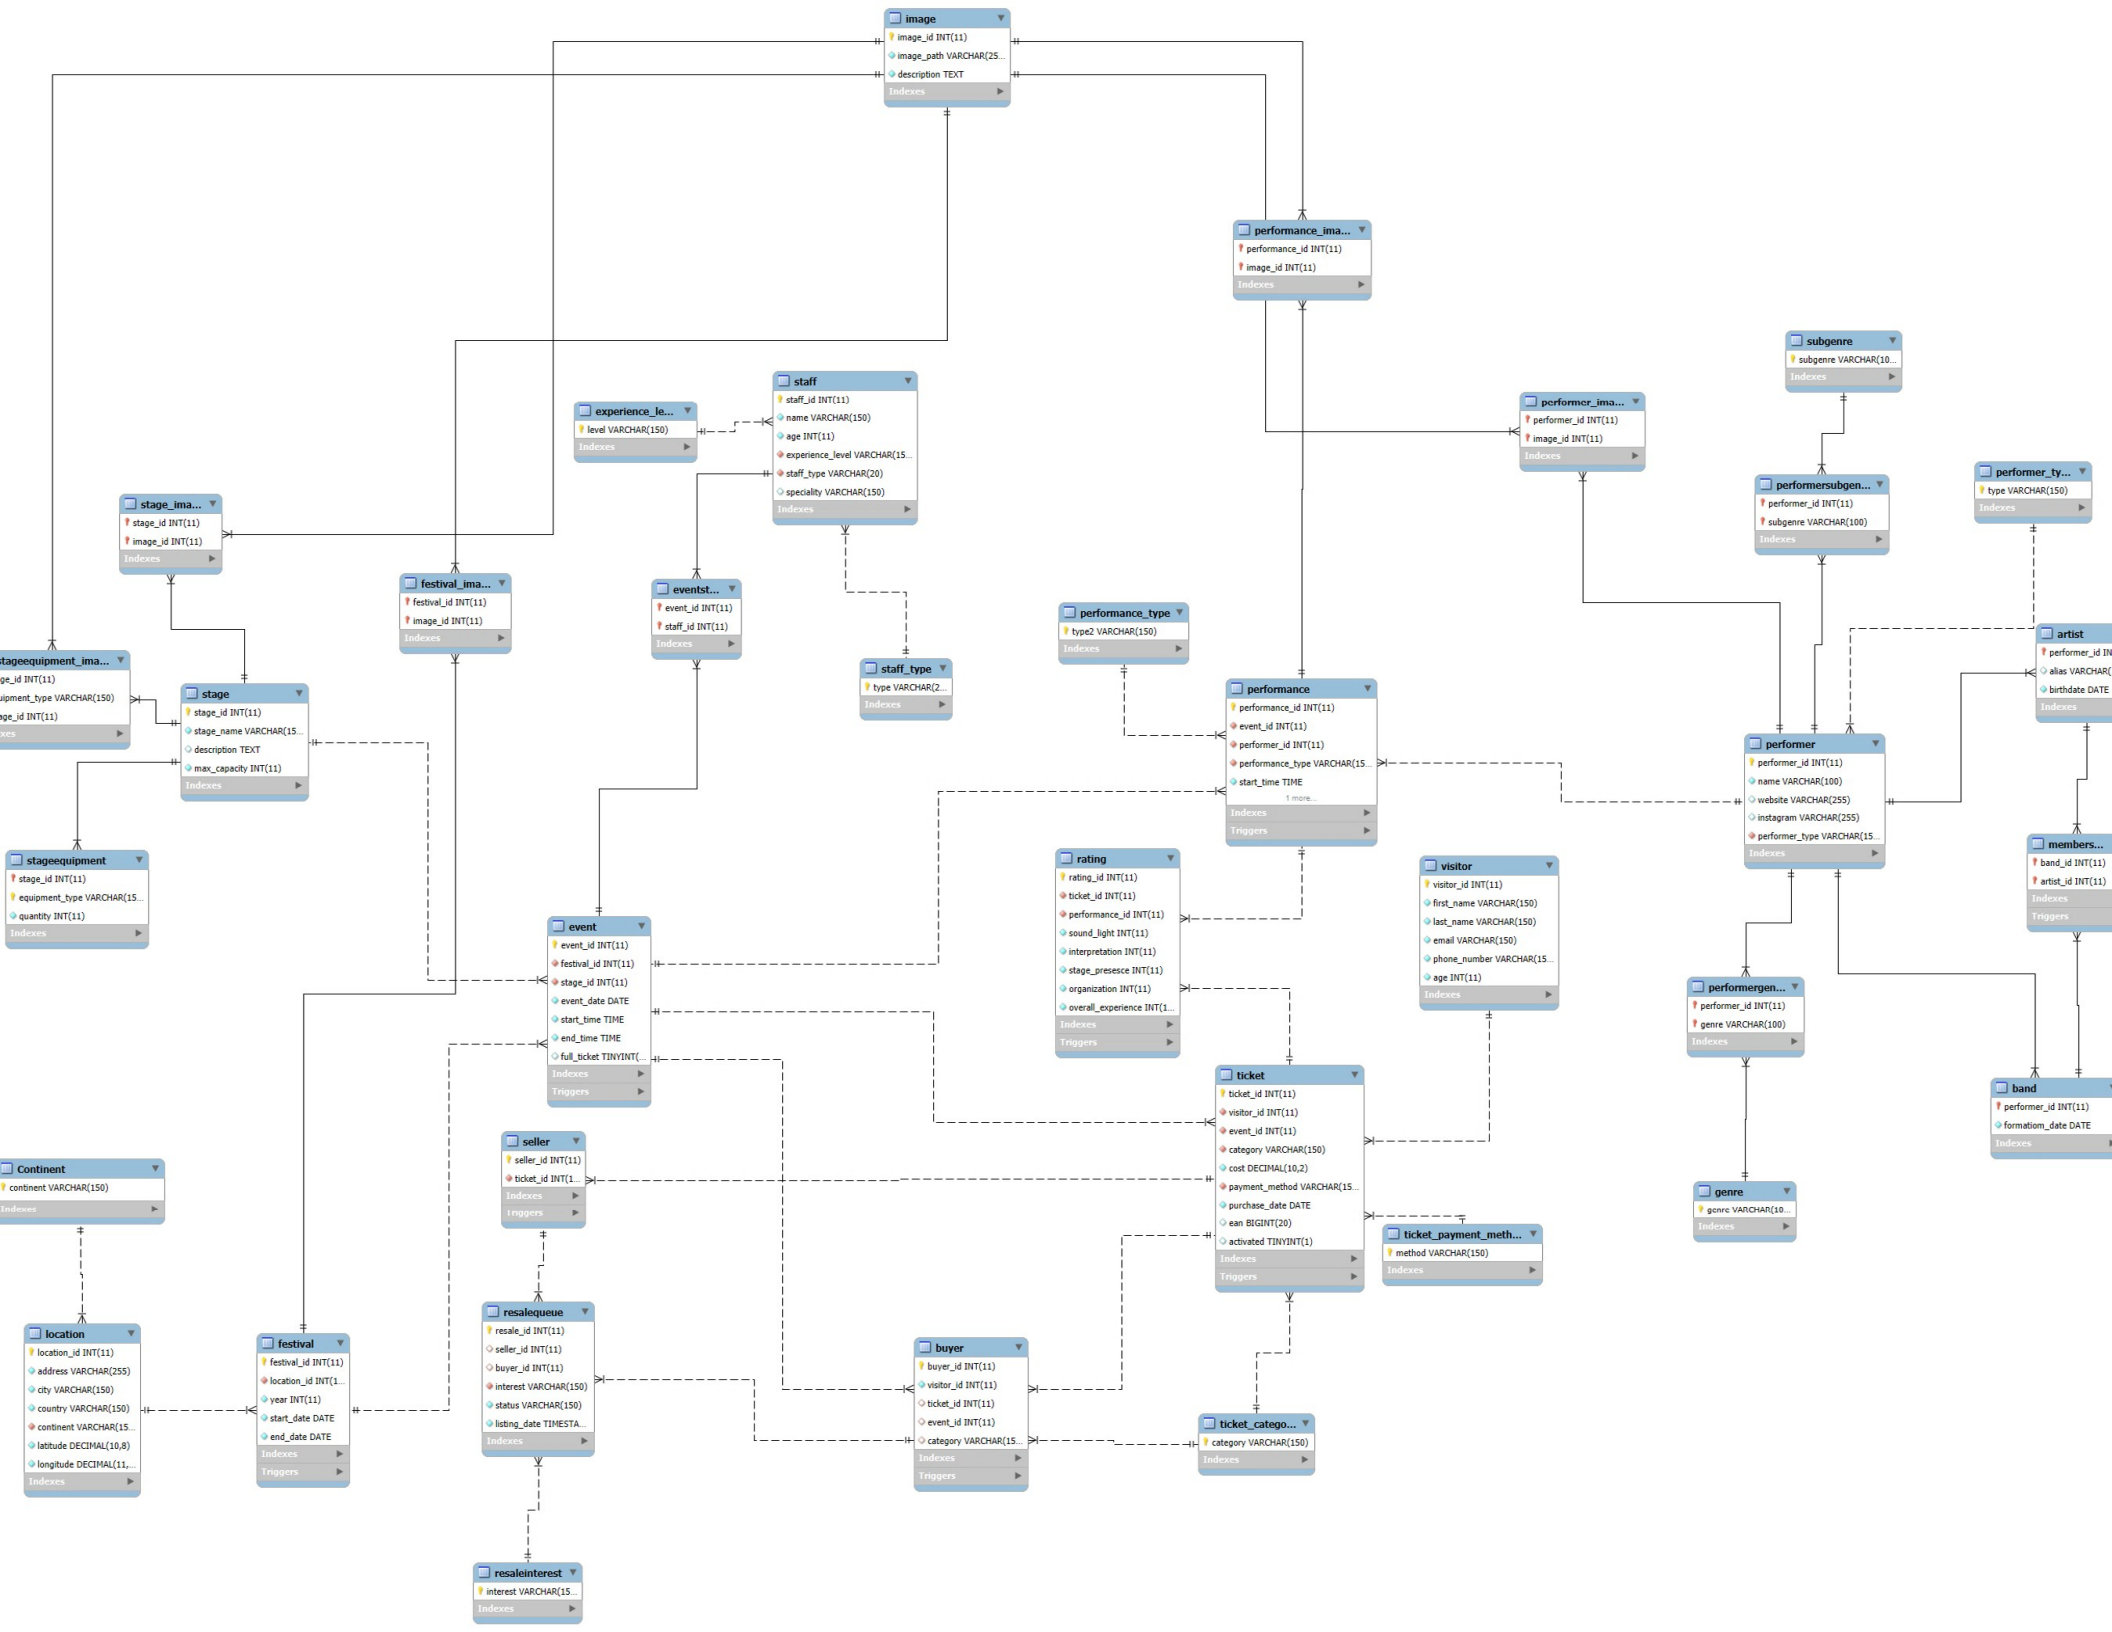 image
image_id INT(11)
image_path VARCHAR(25...
description TEXT
Indexes
performance_ima...
performance_id INT(11)
image_id INT(11)
Indexes
subgenre
subgenre VARCHAR(10...
Indexes
staff
staff_id INT(11)
name VARCHAR(150)
age INT(11)
experience_level VARCHAR(15...
staff_type VARCHAR(20)
speciality VARCHAR(150)
Indexes
experience_le...
level VARCHAR(150)
Indexes
performer_ima...
performer_id INT(11)
image_id INT(11)
Indexes
performersubgen...
performer_id INT(11)
subgenre VARCHAR(100)
Indexes
performer_ty...
type VARCHAR(150)
Indexes
stage_ima...
stage_id INT(11)
image_id INT(11)
Indexes
festival_ima...
festival_id INT(11)
image_id INT(11)
Indexes
eventst...
event_id INT(11)
staff_id INT(11)
Indexes
staff_type
type VARCHAR(2...
Indexes
performance_type
type2 VARCHAR(150)
Indexes
artist
performer_id IN
alias VARCHAR(
birthdate DATE
Indexes
tageequipment_ima...
ge_id INT(11)
uipment_type VARCHAR(150)
age_id INT(11)
xes
stage
stage_id INT(11)
stage_name VARCHAR(15...
description TEXT
max_capacity INT(11)
Indexes
performance
performance_id INT(11)
event_id INT(11)
performer_id INT(11)
performance_type VARCHAR(15...
start_time TIME
1 more...
Indexes
Triggers
performer
performer_id INT(11)
name VARCHAR(100)
website VARCHAR(255)
instagram VARCHAR(255)
performer_type VARCHAR(15...
Indexes
members...
band_id INT(11)
artist_id INT(11)
Indexes
Triggers
stageequipment
stage_id INT(11)
equipment_type VARCHAR(15...
quantity INT(11)
Indexes
rating
rating_id INT(11)
ticket_id INT(11)
performance_id INT(11)
sound_light INT(11)
interpretation INT(11)
stage_presesce INT(11)
organization INT(11)
overall_experience INT(1...
Indexes
Triggers
visitor
visitor_id INT(11)
first_name VARCHAR(150)
last_name VARCHAR(150)
email VARCHAR(150)
phone_number VARCHAR(15...
age INT(11)
Indexes
event
event_id INT(11)
festival_id INT(11)
stage_id INT(11)
event_date DATE
start_time TIME
end_time TIME
full_ticket TINYINT(...
Indexes
Triggers
performergen...
performer_id INT(11)
genre VARCHAR(100)
Indexes
ticket
ticket_id INT(11)
visitor_id INT(11)
event_id INT(11)
category VARCHAR(150)
cost DECIMAL(10,2)
payment_method VARCHAR(15...
purchase_date DATE
ean BIGINT(20)
activated TINYINT(1)
Indexes
Triggers
band
performer_id INT(11)
formatiom_date DATE
Indexes
seller
seller_id INT(11)
ticket_id INT(1...
Indexes
Triggers
Continent
continent VARCHAR(150)
Indexes
genre
genre VARCHAR(10...
Indexes
ticket_payment_meth...
method VARCHAR(150)
Indexes
resalequeue
resale_id INT(11)
seller_id INT(11)
buyer_id INT(11)
interest VARCHAR(150)
status VARCHAR(150)
listing_date TIMESTA...
Indexes
location
location_id INT(11)
address VARCHAR(255)
city VARCHAR(150)
country VARCHAR(150)
continent VARCHAR(15...
latitude DECIMAL(10,8)
longitude DECIMAL(11,...
Indexes
festival
festival_id INT(11)
location_id INT(1...
year INT(11)
start_date DATE
end_date DATE
Indexes
Triggers
buyer
buyer_id INT(11)
visitor_id INT(11)
ticket_id INT(11)
event_id INT(11)
category VARCHAR(15...
Indexes
Triggers
ticket_catego...
category VARCHAR(150)
Indexes
resaleinterest
interest VARCHAR(15...
Indexes